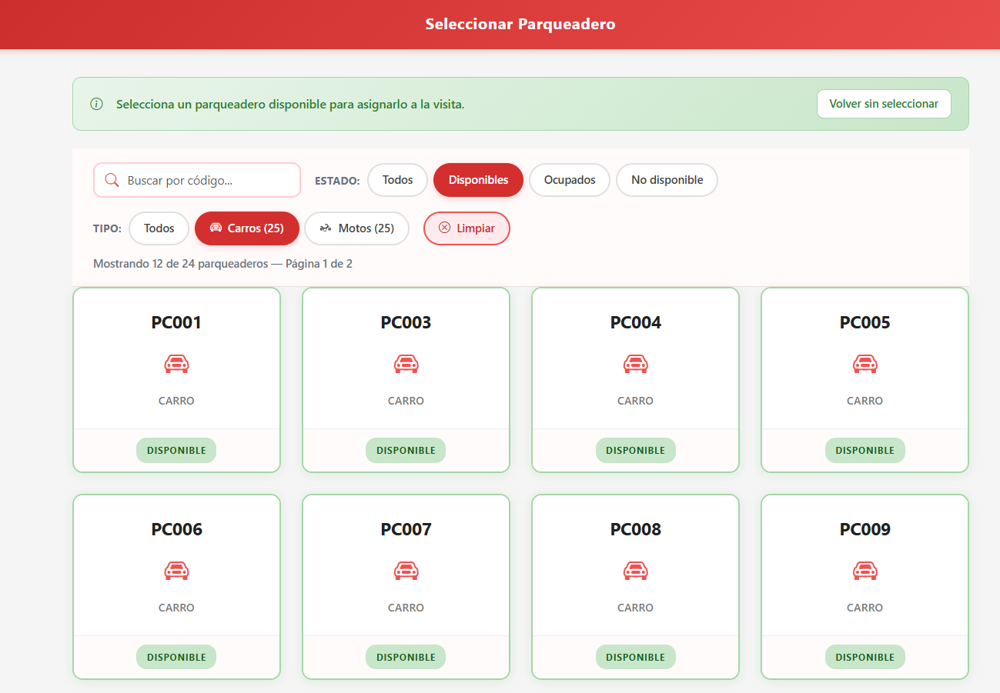 Seleccionar Parqueadero
Selecciona un parqueadero disponible para asignarlo a la visita.
Volver sin seleccionar
Buscar por código...
ESTADO: Todos Disponibles Ocupados No disponible
TIPO: Todos Carros (25) Motos (25) Limpiar
Mostrando 12 de 24 parqueaderos — Página 1 de 2
PC001 PC003 PC004 PC005
CARRO CARRO CARRO CARRO
DISPONIBLE DISPONIBLE DISPONIBLE DISPONIBLE
PC006 PC007 PC008 PC009
CARRO CARRO CARRO CARRO
DISPONIBLE DISPONIBLE DISPONIBLE DISPONIBLE